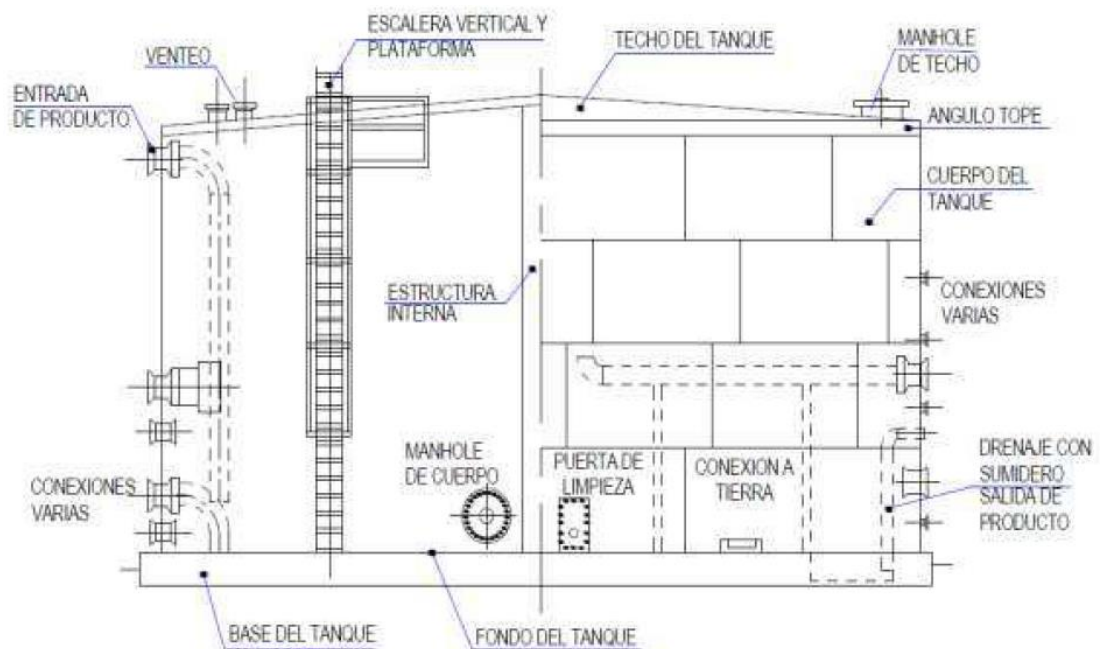 ESCALERA VERTICAL Y
PLATAFORMA
TECHO DEL TANQUE
MANHOLE
DE TECHO
VENTEO
ENTRADA
DE PRODUCTO
ANGULO TOPE
CUERPO DEL
TANQUE
ESTRUCTURA
INTERNA
CONEXIONES
VARIAS
MANHOLE
DE CUERPO
PUERTA DE
LIMPIEZA
CONEXION A
TIERRA
DRENAJE CON
SUMIDERO
SALIDA DE
PRODUCTO
CONEXIONES
VARIAS
BASE DEL TANQUE
FONDO DEL TANQUE